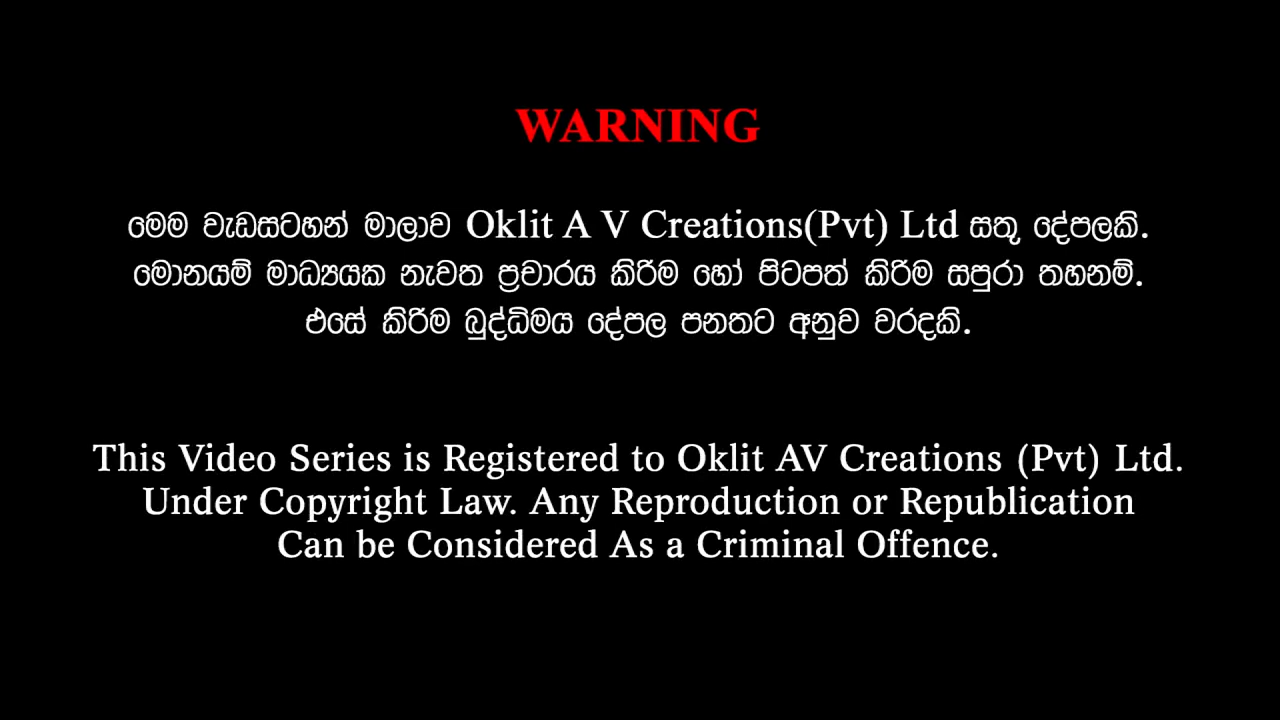 WARNING
මෙම වැඩසටහන් මාලාව Oklit A V Creations(Pvt) Ltd සතු දේපලකි.
මොනයම් මාධ්‍යයක නැවත ප්‍රචාරය කිරිම හෝ පිටපත් කිරිම සපුරා තහනම්.
එසේ කිරිම බුද්ධිමය දේපල පනතට අනුව වරදකි.
This Video Series is Registered to Oklit AV Creations (Pvt) Ltd.
Under Copyright Law. Any Reproduction or Republication
Can be Considered As a Criminal Offence.